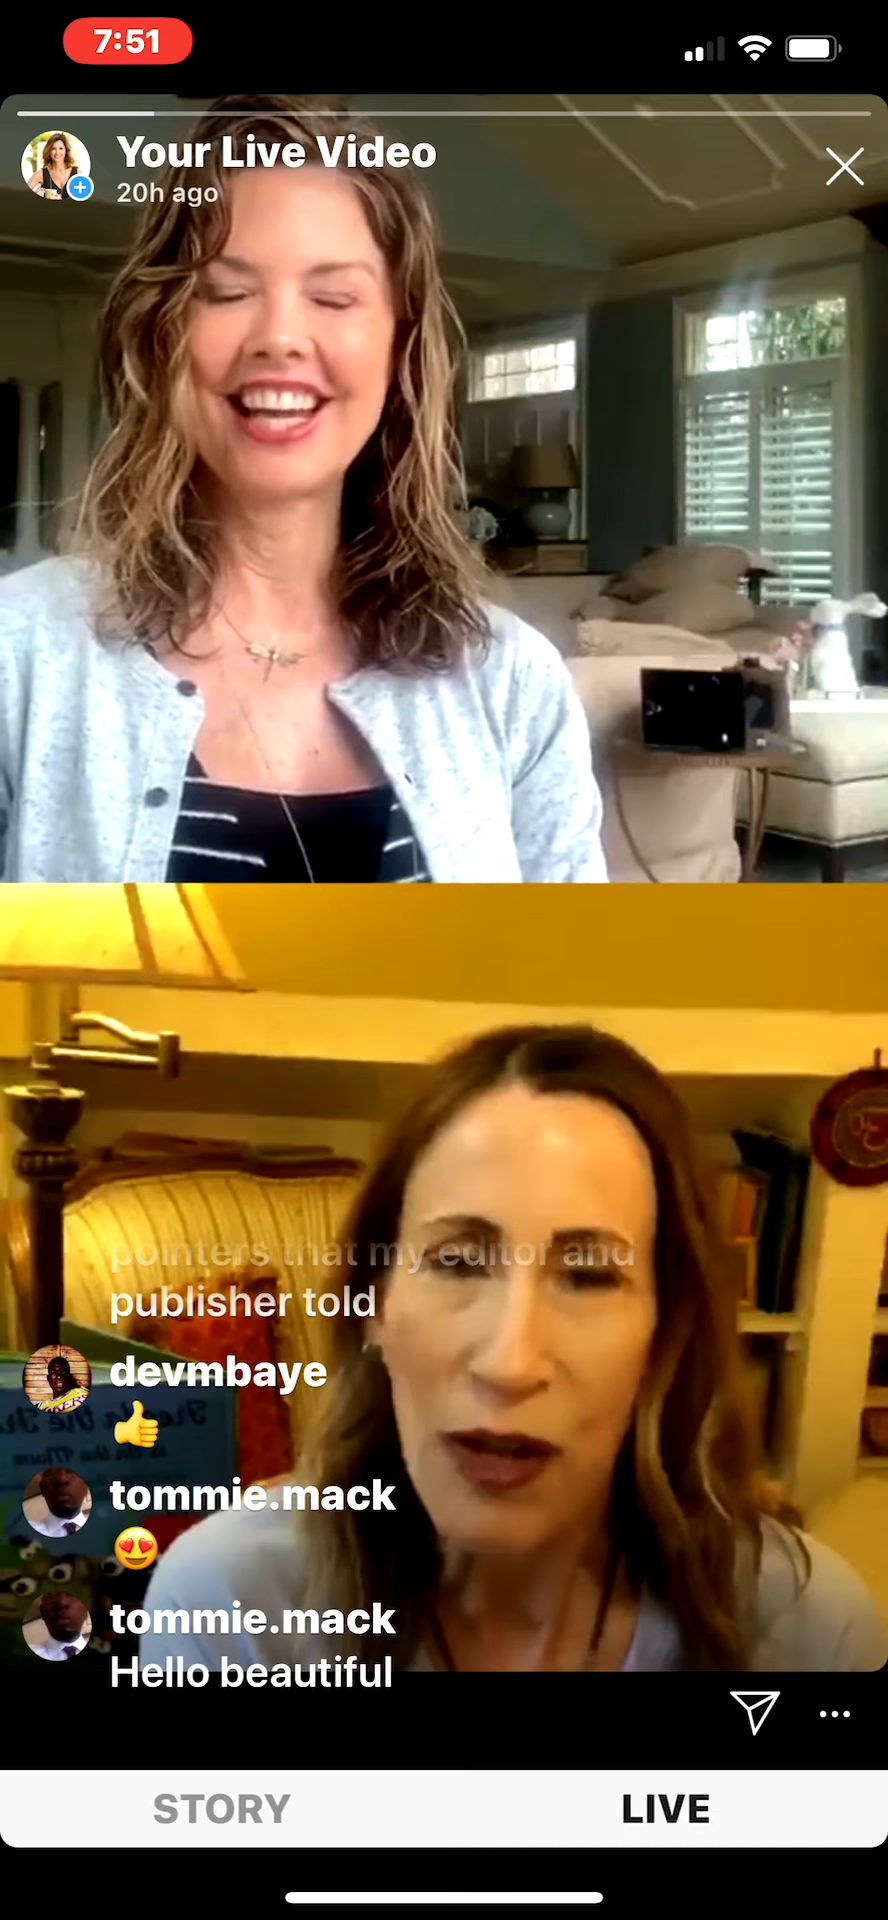 7:51
Your Live Video
20h ago
pointers that my editor and
publisher told
devmbaye
👍
tommie.mack
😍
tommie.mack
Hello beautiful
STORY
LIVE